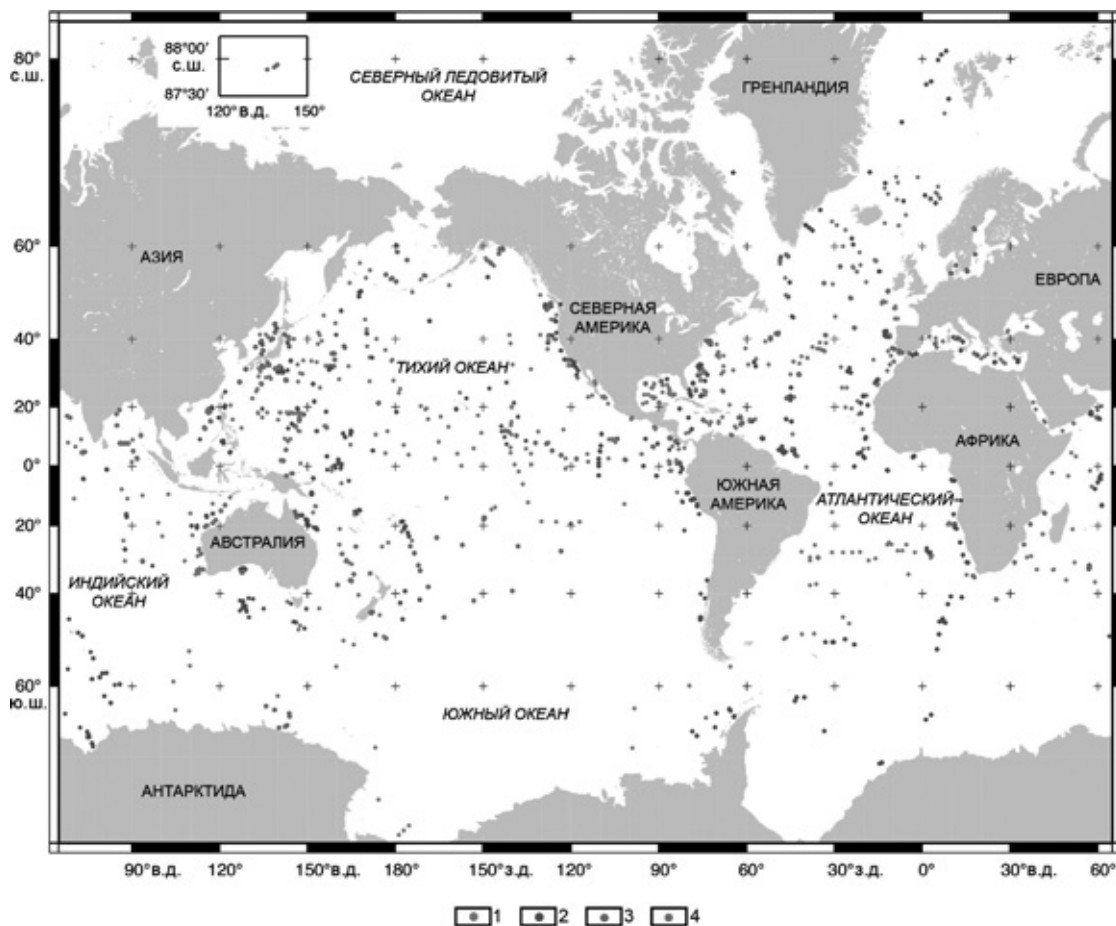 80°
с.ш.
88°00'
с.ш.
87°30'
120°в.д.
150°
СЕВЕРНЫЙ ЛЕДОВИТЫЙ
ОКЕАН
ГРЕНЛАНДИЯ
60°
АЗИЯ
ЕВРОПА
СЕВЕРНАЯ
АМЕРИКА
40°
ТИХИЙ ОКЕАН
20°
АФРИКА
0°
ЮЖНАЯ
АМЕРИКА
АТЛАНТИЧЕСКИЙ
ОКЕАН
20°
АВСТРАЛИЯ
ИНДИЙСКИЙ
ОКЕАН
40°
60°
ю.ш.
ЮЖНЫЙ ОКЕАН
АНТАРКТИДА
90°в.д.
120°
150°в.д.
180°
150°з.д.
120°
90°
60°
30°з.д.
0°
30°в.д.
60°
1
2
3
4